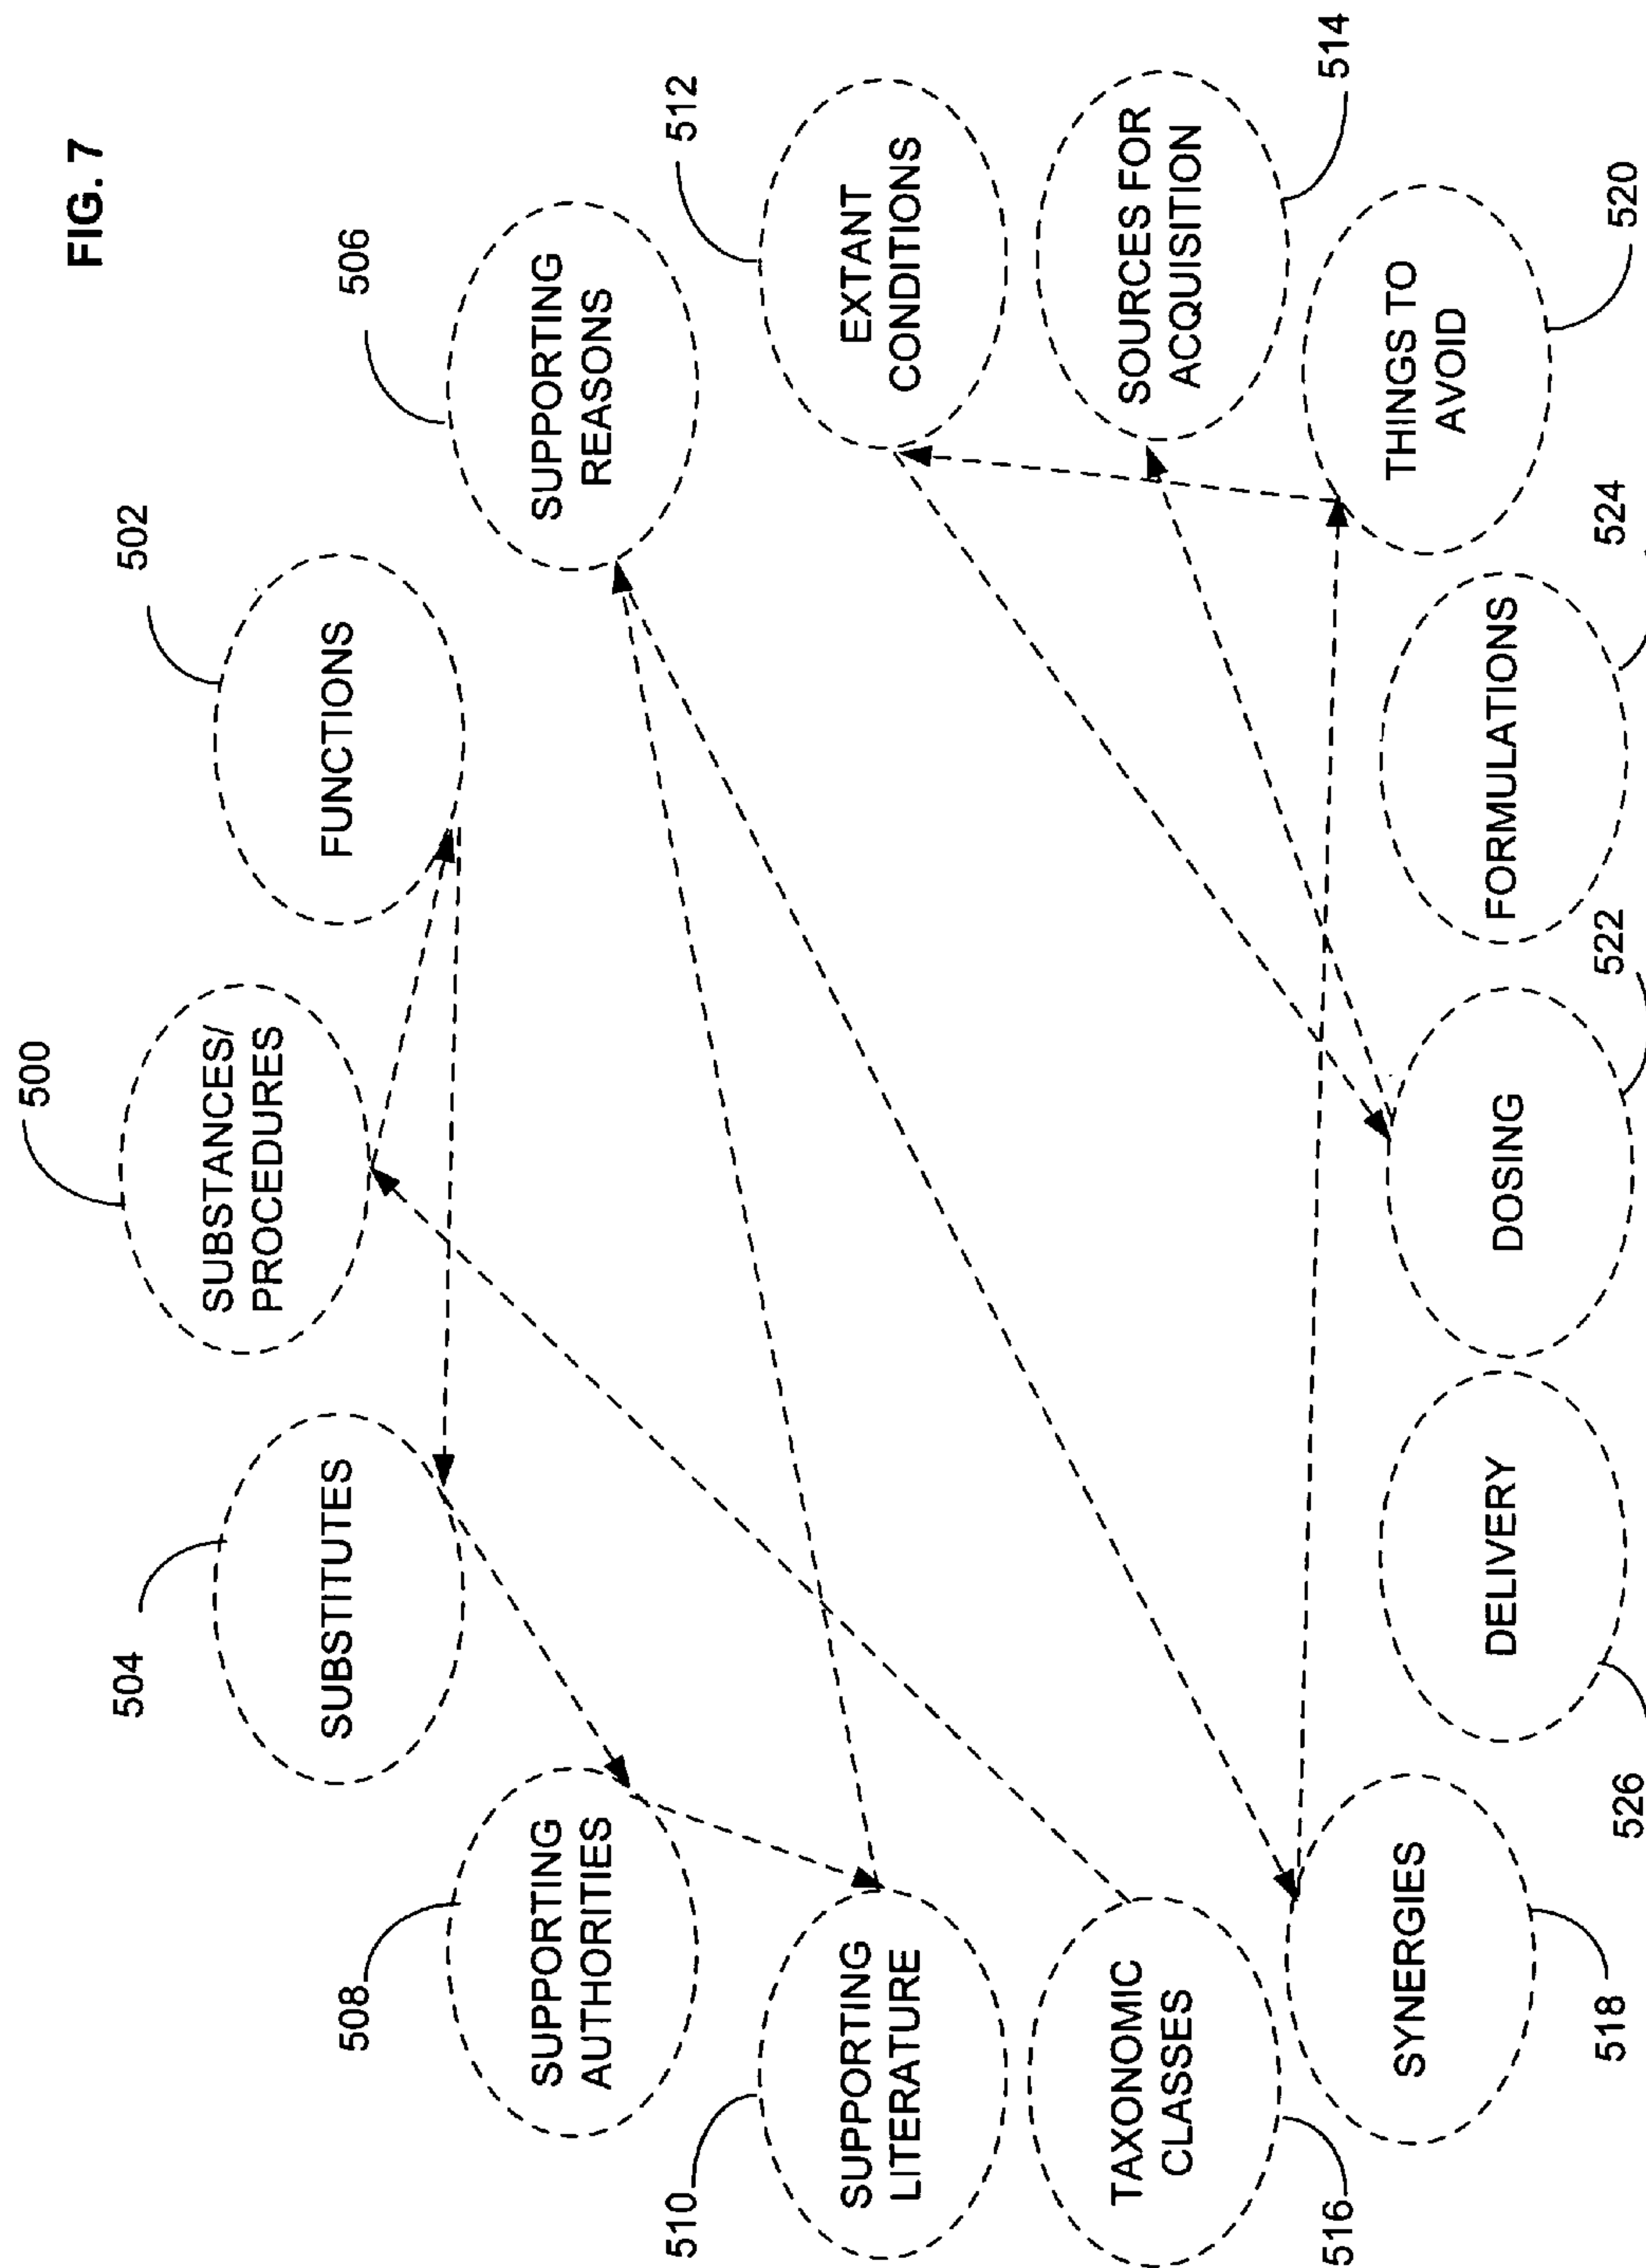 FIG. 7
500
SUBSTANCES/
PROCEDURES
504
SUBSTITUTES
502
FUNCTIONS
508
SUPPORTING
AUTHORITIES
506
SUPPORTING
REASONS
510
SUPPORTING
LITERATURE
512
EXTANT
CONDITIONS
516
TAXONOMIC
CLASSES
SOURCES FOR
ACQUISITION
514
SYNERGIES
518
THINGS TO
AVOID
520
DELIVERY
526
DOSING
522
FORMULATIONS
524